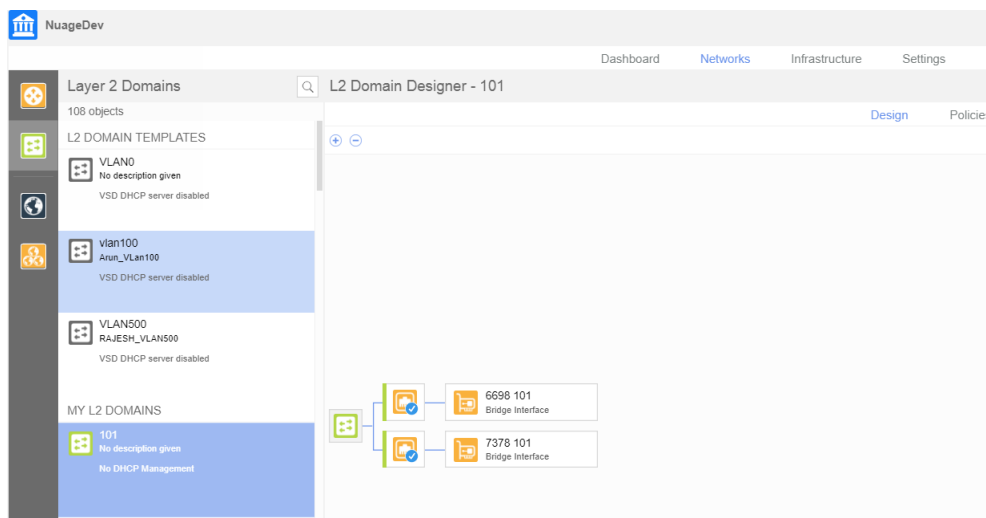 NuageDev
Dashboard Networks Infrastructure Settings
Layer 2 Domains
L2 Domain Designer - 101
108 objects
Design
L2 DOMAIN TEMPLATES
VLAN0
No description given
VSD DHCP server disabled
vlan100
Arun_VLan100
VSD DHCP server disabled
VLAN500
RAJESH_VLAN500
VSD DHCP server disabled
MY L2 DOMAINS
101
No description given
No DHCP Management
6698 101
Bridge Interface
7378 101
Bridge Interface